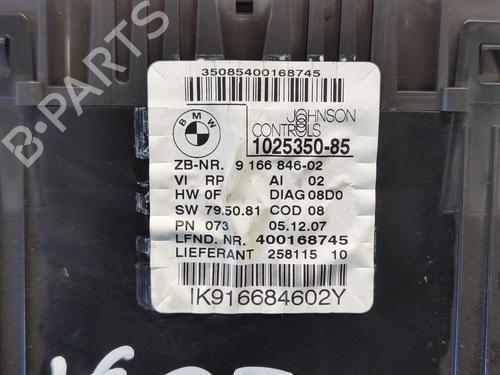 35085400168745
BMW
JOHNSON
CONTROLS
1025350-85
ZB-NR. 9 166 846-02
VI RP AI 02
HW 0F DIAG 08D0
SW 79.50.81 COD 08
PN 073 05.12.07
LFND. NR. 400168745
LIEFERANT 258115 10
IK916684602Y
B-PARTS